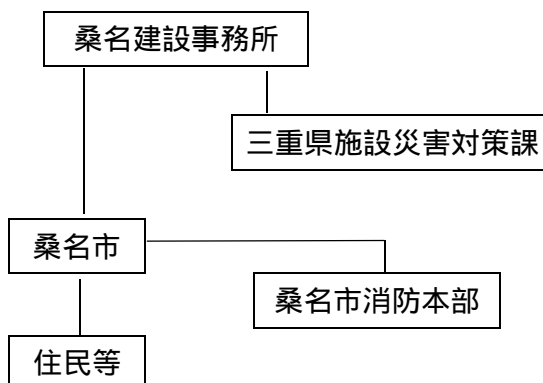 桑名建設事務所
三重県施設災害対策課
桑名市
桑名市消防本部
住民等